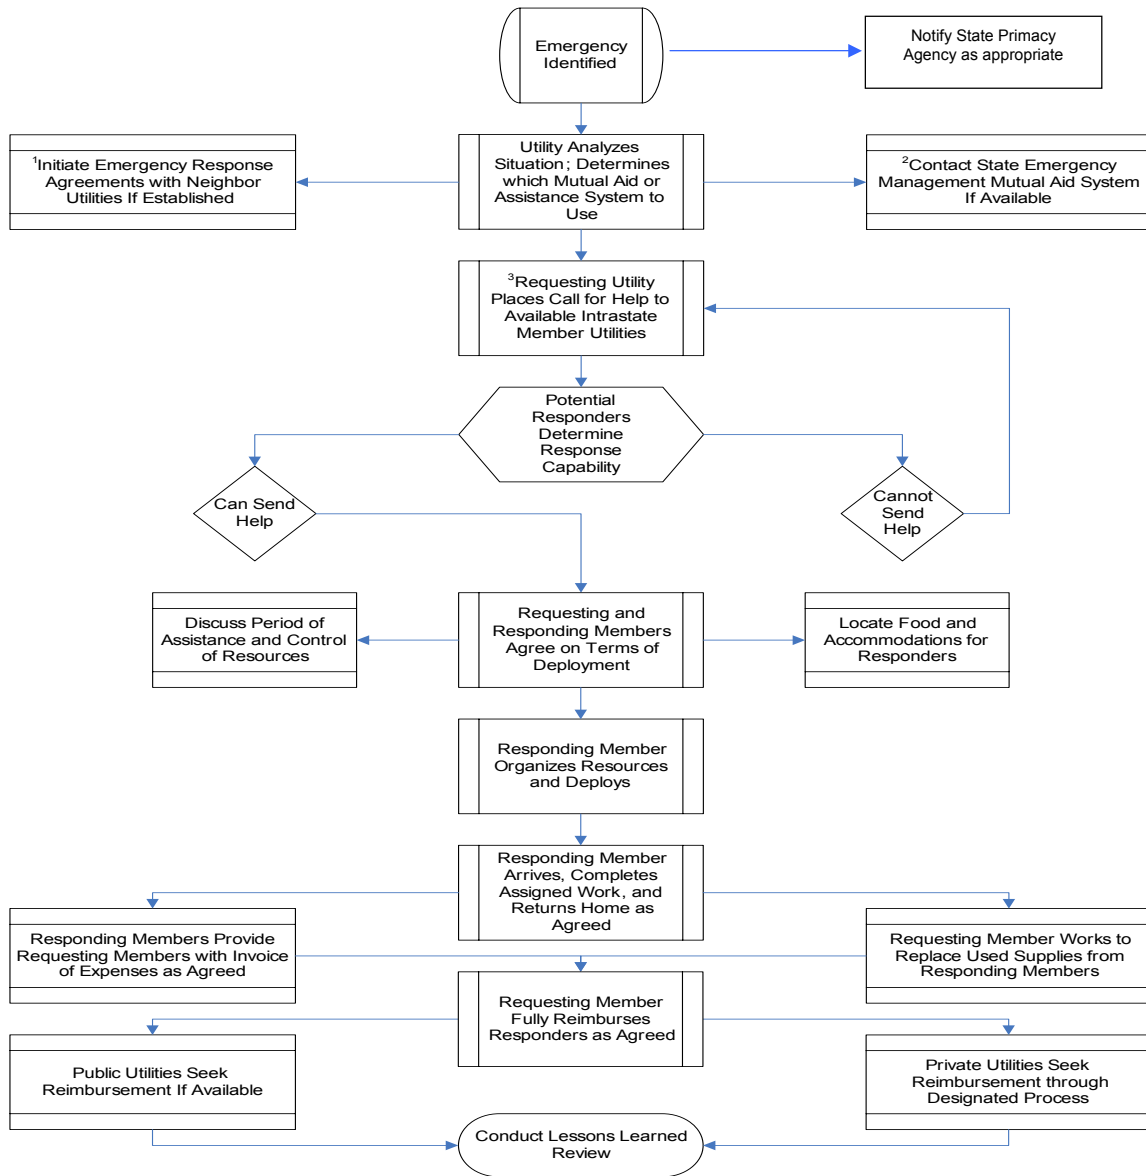 Emergency
Identified
Notify State Primacy
Agency as appropriate
¹Initiate Emergency Response
Agreements with Neighbor
Utilities If Established
Utility Analyzes
Situation; Determines
which Mutual Aid or
Assistance System to
Use
²Contact State Emergency
Management Mutual Aid System
If Available
³Requesting Utility
Places Call for Help to
Available Intrastate
Member Utilities
Potential
Responders
Determine
Response
Capability
Can Send
Help
Cannot
Send
Help
Discuss Period of
Assistance and Control
of Resources
Requesting and
Responding Members
Agree on Terms of
Deployment
Locate Food and
Accommodations for
Responders
Responding Member
Organizes Resources
and Deploys
Responding Member
Arrives, Completes
Assigned Work, and
Returns Home as
Agreed
Responding Members Provide
Requesting Members with Invoice
of Expenses as Agreed
Requesting Member Works to
Replace Used Supplies from
Responding Members
Requesting Member
Fully Reimburses
Responders as Agreed
Public Utilities Seek
Reimbursement If Available
Private Utilities Seek
Reimbursement through
Designated Process
Conduct Lessons Learned
Review